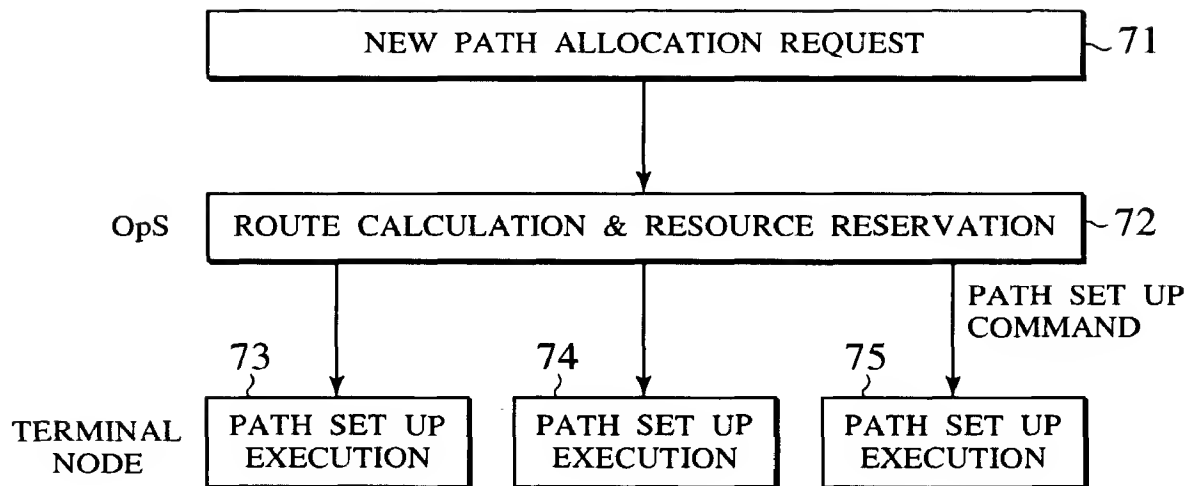 NEW PATH ALLOCATION REQUEST
71
OpS
ROUTE CALCULATION & RESOURCE RESERVATION
72
PATH SET UP
COMMAND
73
74
75
TERMINAL
NODE
PATH SET UP
EXECUTION
PATH SET UP
EXECUTION
PATH SET UP
EXECUTION